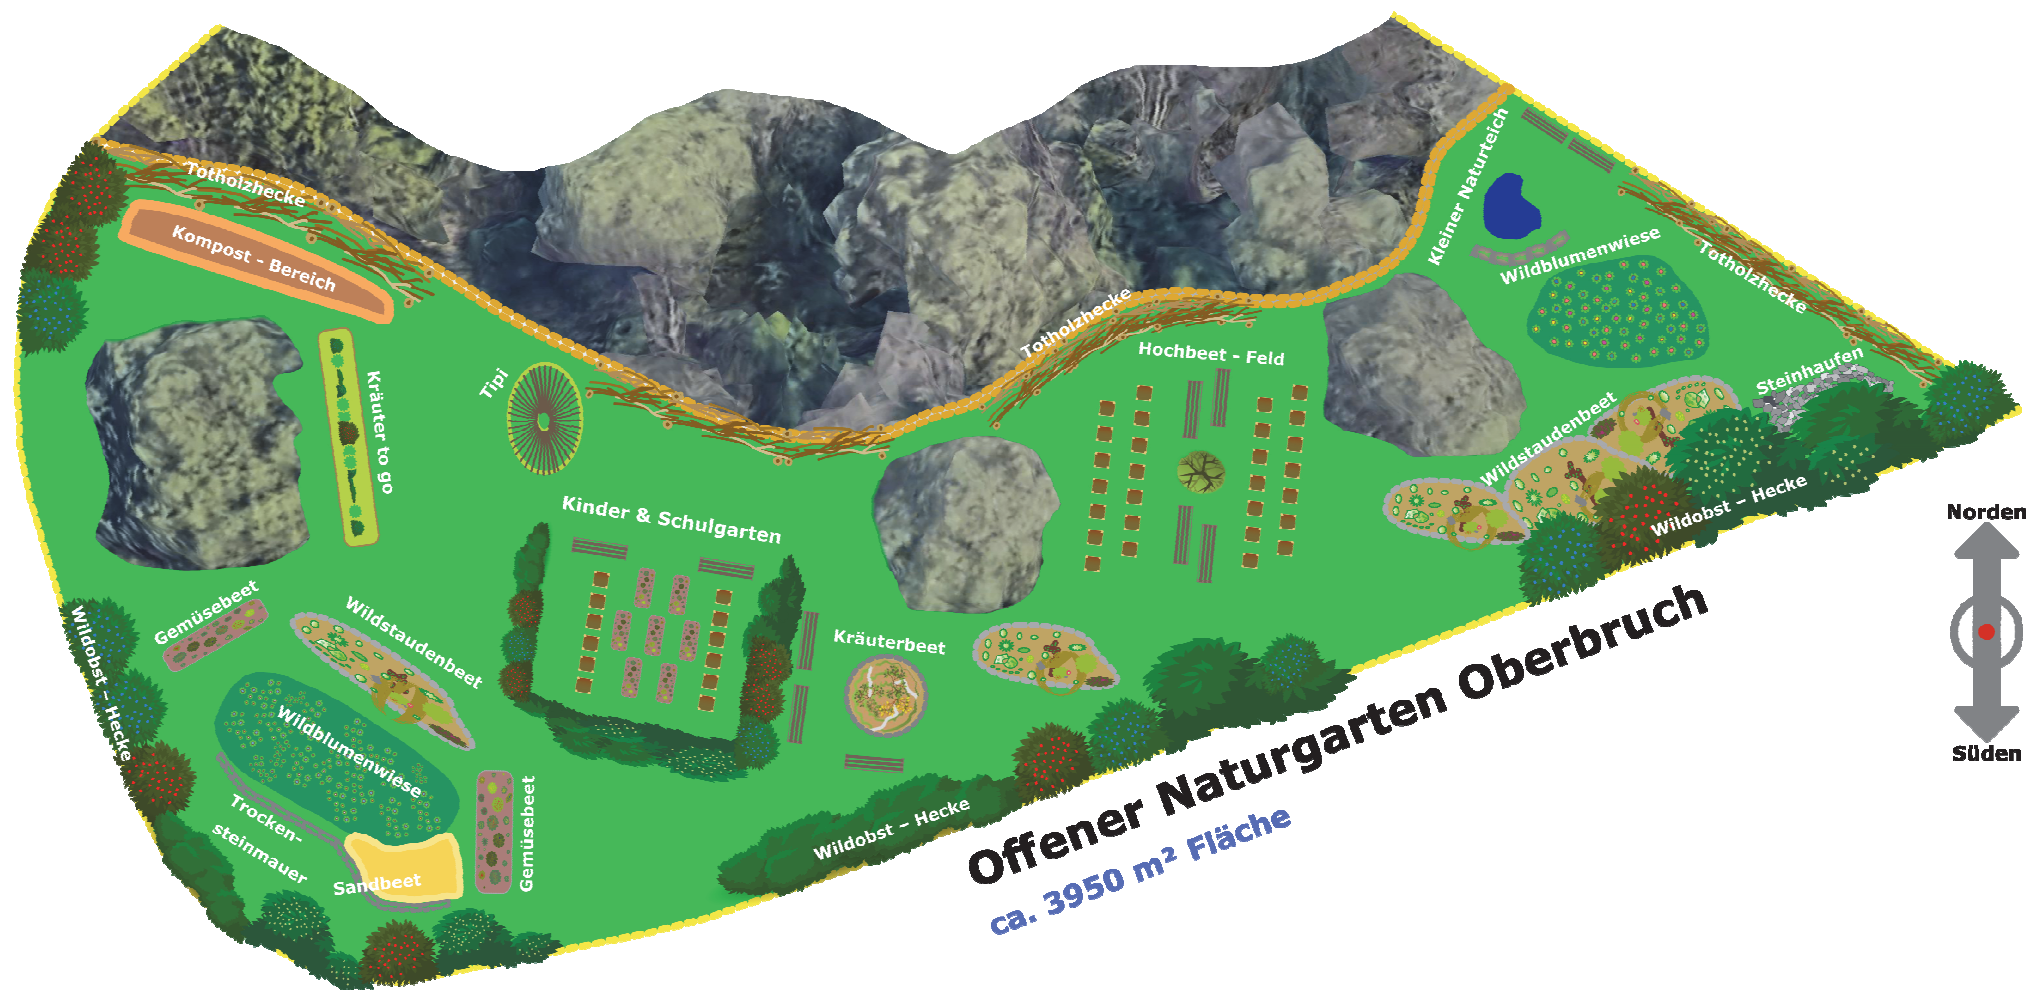 Totholzhecke
Kompost - Bereich
Kräuter to go
Tipi
Totholzhecke
Hochbeet - Feld
Kleiner Naturteich
Wildblumenwiese
Totholzhecke
Steinhaufen
Wildstaudenbeet
Wildobst – Hecke
Kinder & Schulgarten
Gemüsebeet
Wildstaudenbeet
Wildobst – Hecke
Kräuterbeet
Wildblumenwiese
Trocken-
steinmauer
Sandbeet
Gemüsebeet
Wildobst – Hecke
Offener Naturgarten Oberbruch
ca. 3950 m² Fläche
Norden
Süden